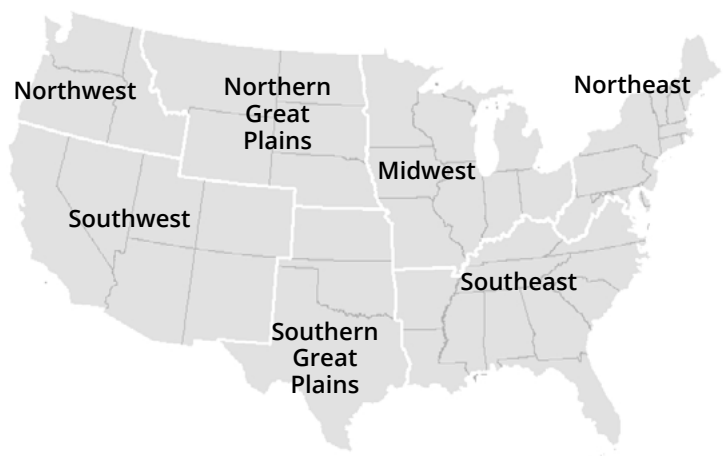 Northwest
Northern
Great
Plains
Northeast
Midwest
Southwest
Southeast
Southern
Great
Plains